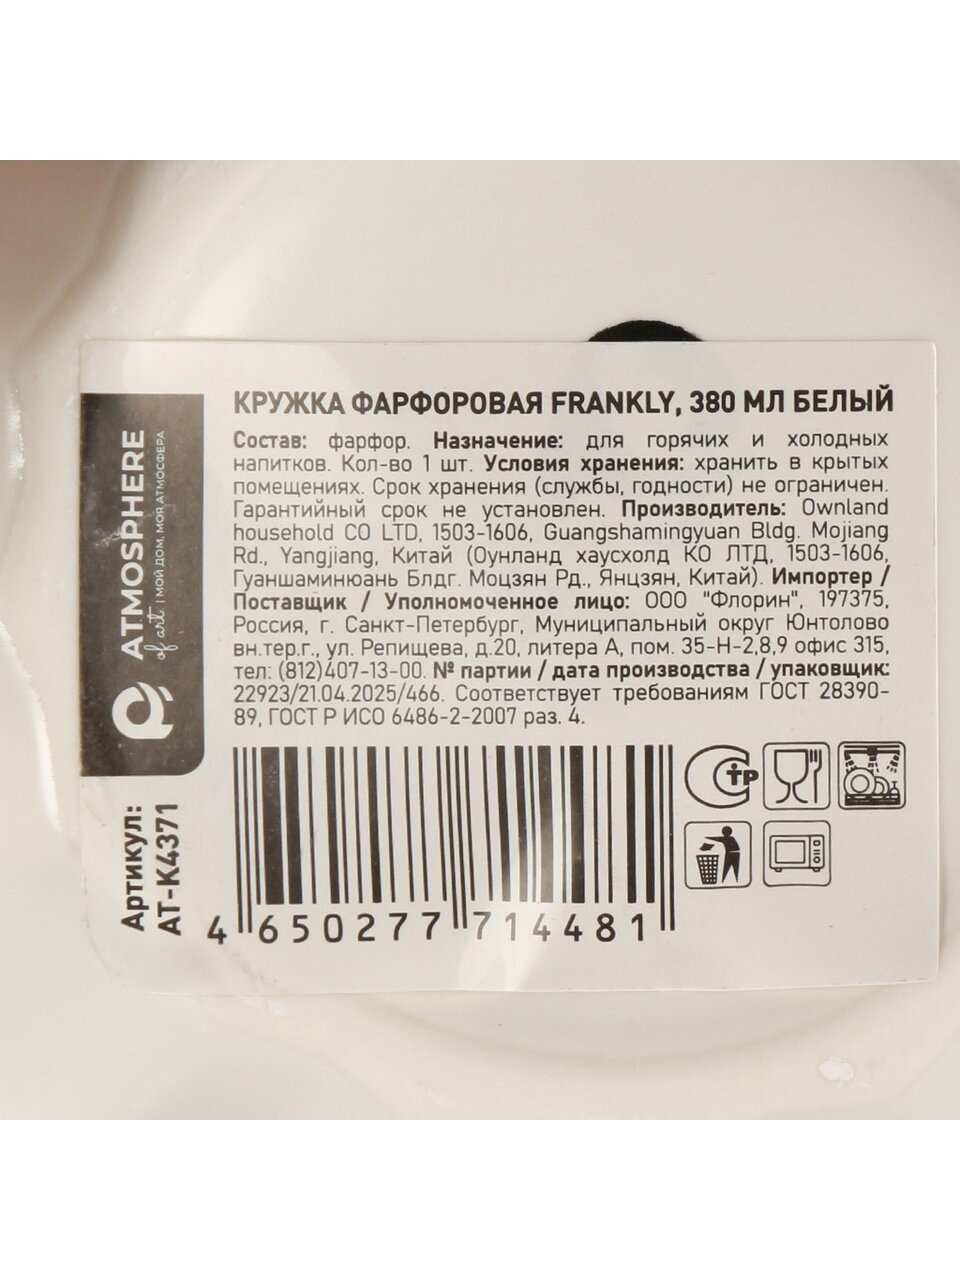 КРУЖКА ФАРФОРОВАЯ FRANKLY, 380 МЛ БЕЛЫЙ
Состав: фарфор. Назначение: для горячих и холодных
напитков. Кол-во 1 шт. Условия хранения: хранить в крытых
помещениях. Срок хранения (службы, годности) не ограничен.
Гарантийный срок не установлен. Производитель: Ownland
household CO LTD, 1503-1606, Guangshamingyuan Bldg. Mojiang
Rd., Yangjiang, Китай (Оунланд хаусхолд КО ЛТД, 1503-1606,
Гуаншаминюань Блдг. Моцзян Рд., Янцзян, Китай). Импортер /
Поставщик / Уполномоченное лицо: ООО "Флорин", 197375,
Россия, г. Санкт-Петербург, Муниципальный округ Юнтолово
вн.тер.г., ул. Репищева, д.20, литера А, пом. 35-Н-2,8,9 офис 315,
тел: (812)407-13-00. № партии / дата производства / упаковщик:
22923/21.04.2025/466. Соответствует требованиям ГОСТ 28390-
89, ГОСТ Р ИСО 6486-2-2007 раз. 4.
ATMOSPHERE
of art | МОЙ ДОМ, МОЯ АТМОСФЕРА
Артикул:
AT-K4371
4 650277 714481